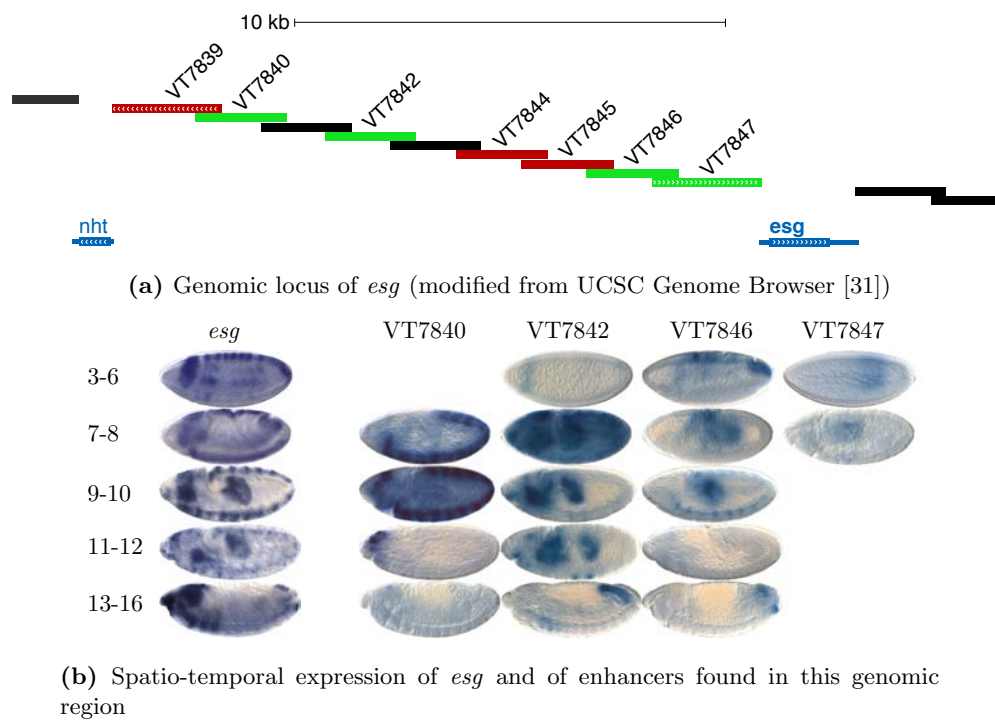 10 kb
VT7839
VT7840
VT7842
VT7844
VT7845
VT7846
VT7847
nht
esg
(a) Genomic locus of esg (modified from UCSC Genome Browser [31])
esg VT7840 VT7842 VT7846 VT7847
3-6
7-8
9-10
11-12
13-16
(b) Spatio-temporal expression of esg and of enhancers found in this genomic
region